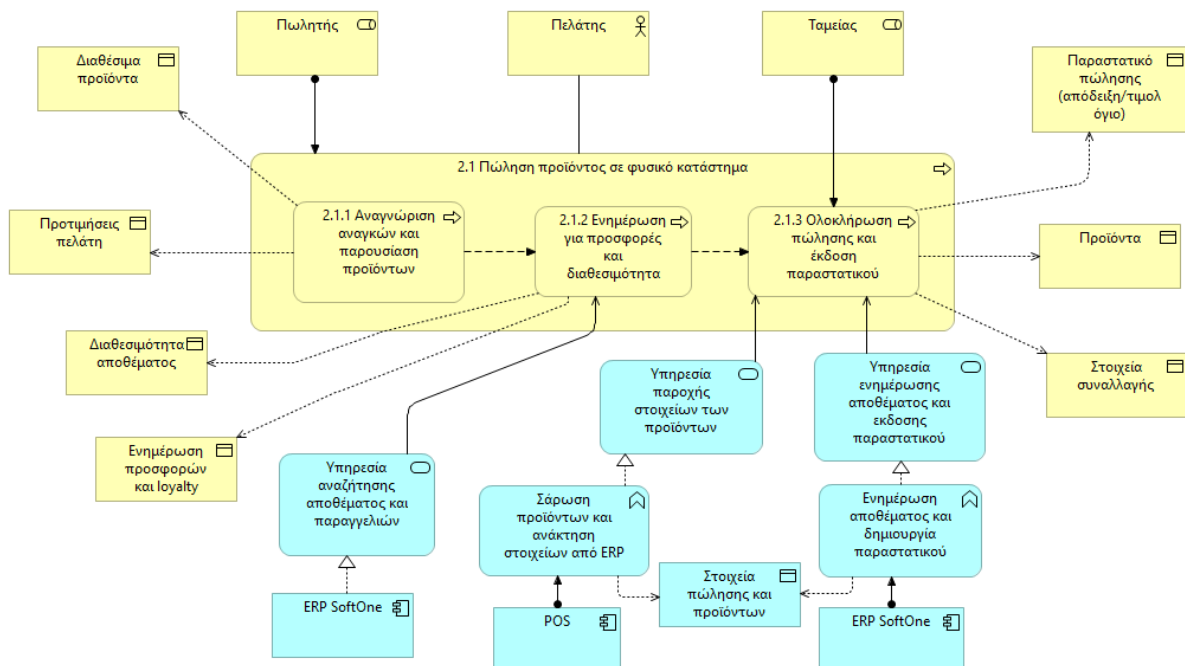 Πωλητής
Πελάτης
Ταμείας
Διαθέσιμα
προϊόντα
Παραστατικό
πώλησης
(απόδειξη/τιμολ
όγιο)
2.1 Πώληση προϊόντος σε φυσικό κατάστημα
Προτιμήσεις
πελάτη
2.1.1 Αναγνώριση
αναγκών και
παρουσίαση
προϊόντων
2.1.2 Ενημέρωση
για προσφορές
και
διαθεσιμότητα
2.1.3 Ολοκλήρωση
πώλησης και
έκδοση
παραστατικού
Προϊόντα
Διαθεσιμότητα
αποθέματος
Στοιχεία
συναλλαγής
Ενημέρωση
προσφορών
και loyalty
Υπηρεσία
αναζήτησης
αποθέματος και
παραγγελιών
Υπηρεσία
παροχής
στοιχείων των
προϊόντων
Υπηρεσία
ενημέρωσης
αποθέματος και
εκδοσης
παραστατικού
Σάρωση
προϊόντων και
ανάκτηση
στοιχείων από ERP
Ενημέρωση
αποθέματος και
δημιουργία
παραστατικού
Στοιχεία
πώλησης και
προϊόντων
ERP SoftOne
POS
ERP SoftOne